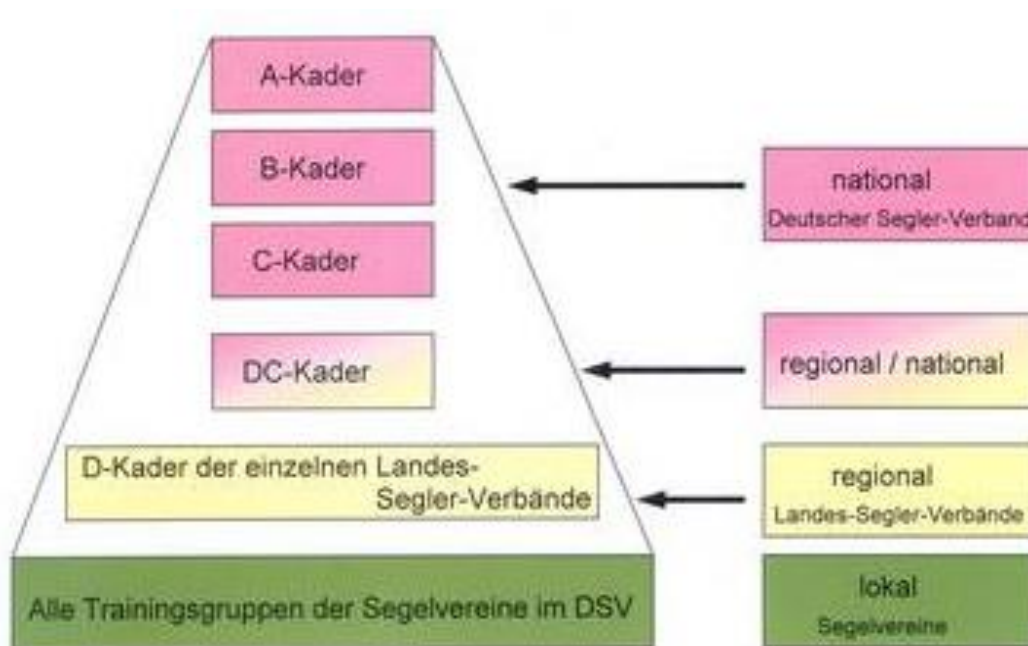 A-Kader
B-Kader
C-Kader
DC-Kader
D-Kader der einzelnen Landes-
Segler-Verbände
Alle Trainingsgruppen der Segelvereine im DSV
national
Deutscher Segler-Verband
regional / national
regional
Landes-Segler-Verbände
lokal
Segelvereine